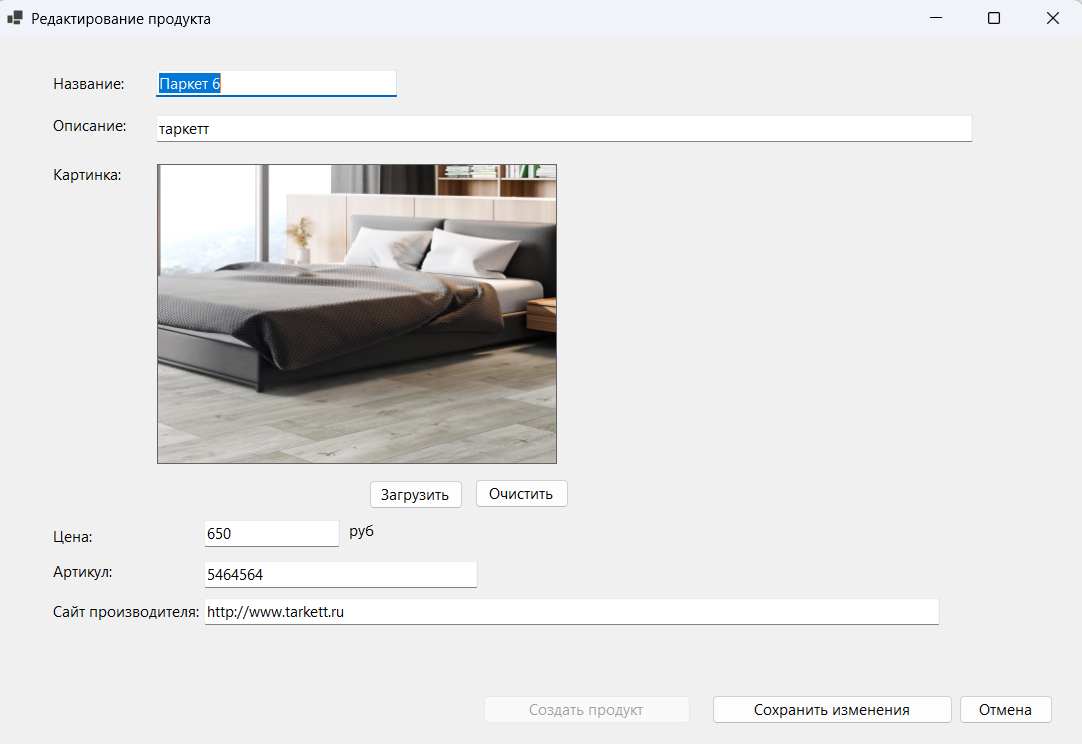 Редактирование продукта
Название: Паркет 6
Описание: таркетт
Картинка:
Загрузить Очистить
Цена: 650 руб
Артикул: 5464564
Сайт производителя: http://www.tarkett.ru
Создать продукт Сохранить изменения Отмена